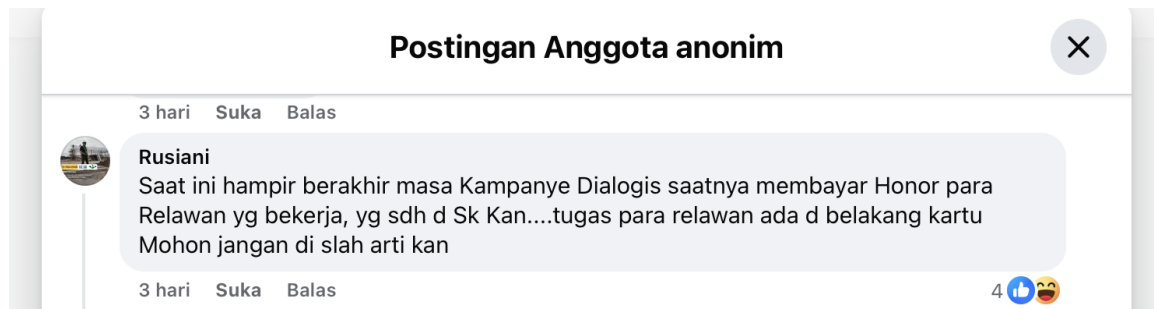 Postingan Anggota anonim
3 hari Suka Balas
Rusiani
Saat ini hampir berakhir masa Kampanye Dialogis saatnya membayar Honor para
Relawan yg bekerja, yg sdh d Sk Kan....tugas para relawan ada d belakang kartu
Mohon jangan di slah arti kan
3 hari Suka Balas
4